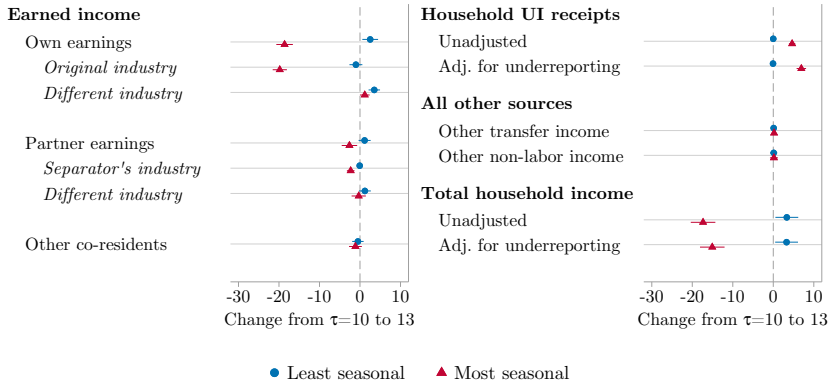 Earned income
Own earnings
Original industry
Different industry
Partner earnings
Separator's industry
Different industry
Other co-residents
-30 -20 -10 0 10
Change from τ=10 to 13
Household UI receipts
Unadjusted
Adj. for underreporting
All other sources
Other transfer income
Other non-labor income
Total household income
Unadjusted
Adj. for underreporting
-30 -20 -10 0 10
Change from τ=10 to 13
Least seasonal Most seasonal